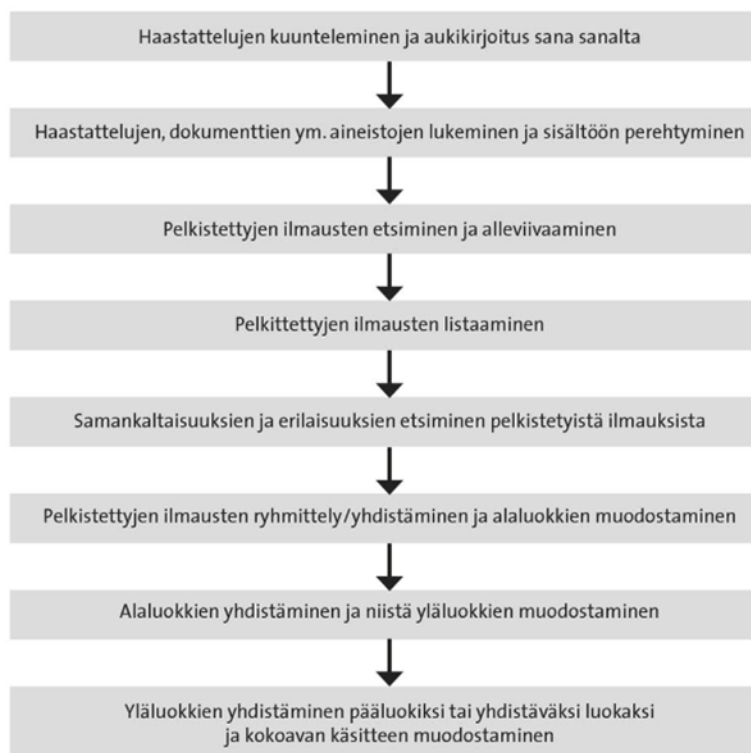 Haastattelujen kuunteleminen ja aukikirjoitus sana sanalta
Haastattelujen, dokumenttien ym. aineistojen lukeminen ja sisältöön perehtyminen
Pelkistettyjen ilmausten etsiminen ja alleviivaaminen
Pelkittettyjen ilmausten listaaminen
Samankaltaisuuksien ja erilaisuuksien etsiminen pelkistetyistä ilmauksista
Pelkistettyjen ilmausten ryhmittely/yhdistäminen ja alaluokkien muodostaminen
Alaluokkien yhdistäminen ja niistä yläluokkien muodostaminen
Yläluokkien yhdistäminen pääluokiksi tai yhdistäväksi luokaksi
ja kokoavan käsitteen muodostaminen